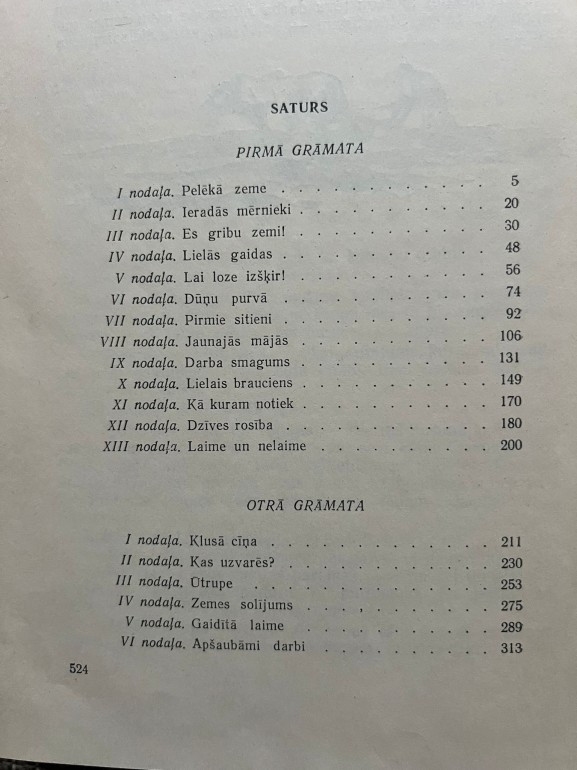 SATURS
PIRMĀ GRĀMATA
I nodaļa. Pelēkā zeme . . . . . . . . . . . . 5
II nodaļa. Ieradās mērnieki . . . . . . . . . . . 20
III nodaļa. Es gribu zemi! . . . . . . . . . . . 30
IV nodaļa. Lielās gaidas . . . . . . . . . . . 48
V nodaļa. Lai loze izšķir! . . . . . . . . . . . 56
VI nodaļa. Dūņu purvā . . . . . . . . . . . . 74
VII nodaļa. Pirmie sitieni . . . . . . . . . . . . 92
VIII nodaļa. Jaunajās mājās . . . . . . . . . . . 106
IX nodaļa. Darba smagums . . . . . . . . . . . 131
X nodaļa. Lielais brauciens . . . . . . . . . . . 149
XI nodaļa. Kā kuram notiek . . . . . . . . . . . 170
XII nodaļa. Dzīves rosība . . . . . . . . . . . . 180
XIII nodaļa. Laime un nelaime . . . . . . . . . . 200
OTRĀ GRĀMATA
I nodaļa. Klusā cīņa . . . . . . . . . . . . . 211
II nodaļa. Kas uzvarēs? . . . . . . . . . . . . 230
III nodaļa. Ūtrupe . . . . . . . . . . . . . 253
IV nodaļa. Zemes solījums . . . . . . . . . . . 275
V nodaļa. Gaidītā laime . . . . . . . . . . . . 289
VI nodaļa. Apšaubāmi darbi . . . . . . . . . . 313
524